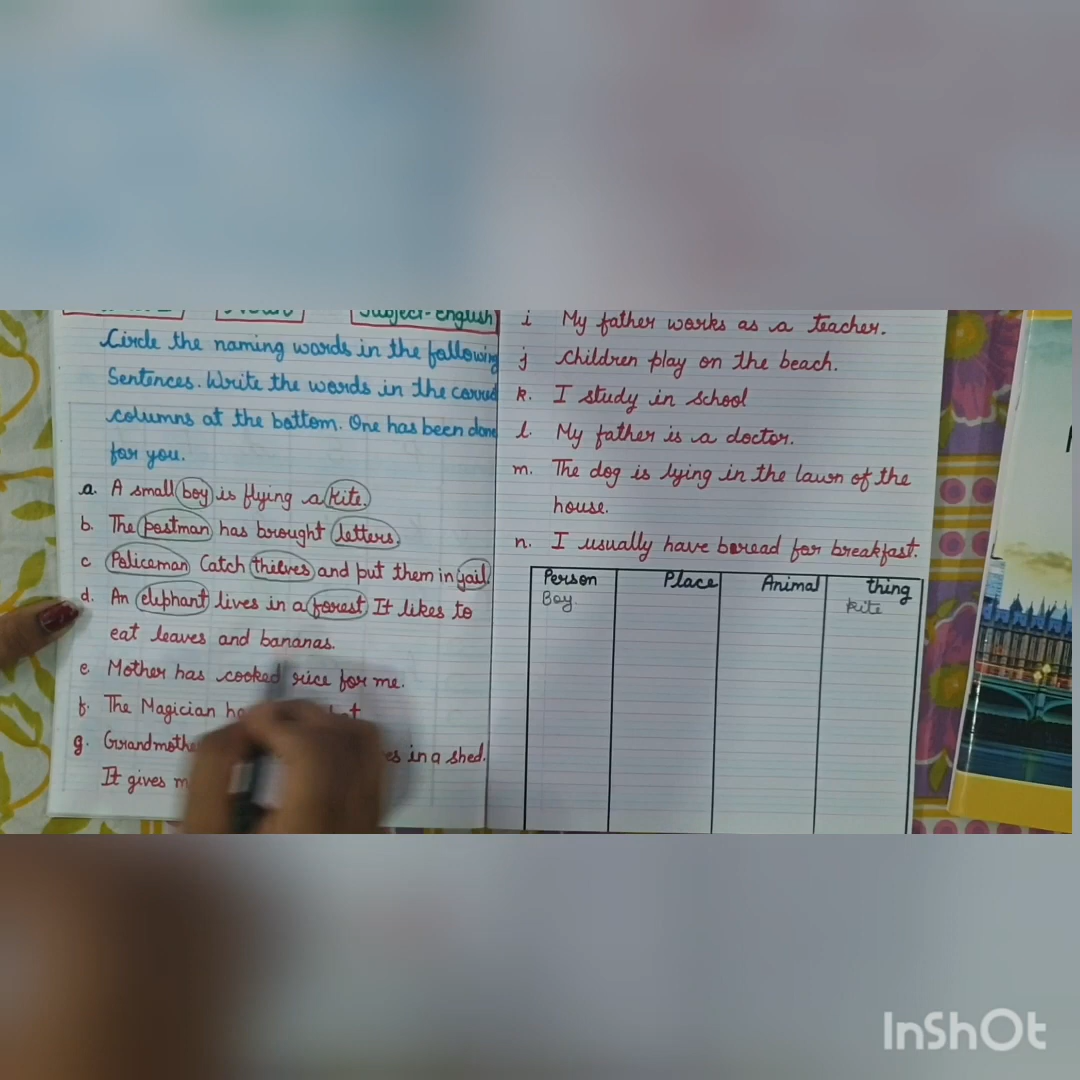 Noun
Subject-English
Circle the naming words in the following
Sentences. Write the words in the
columns at the bottom. One has been done
for you.
a. A small boy is flying a kite.
b. The postman has brought letters.
c Policeman Catch thieves and put them in jail.
d. An elephant lives in a forest It likes to
eat leaves and bananas.
e Mother has cooked rice for me.
f. The Magician
g. in a shed.
It gives
i My father works as a teacher.
j children play on the beach.
k. I study in school
l. My father is a doctor.
m. The dog is lying in the lawn of the
house.
n. I usually have boread for breakfast.
Person Place Animal thing
Boy kite
InShOt